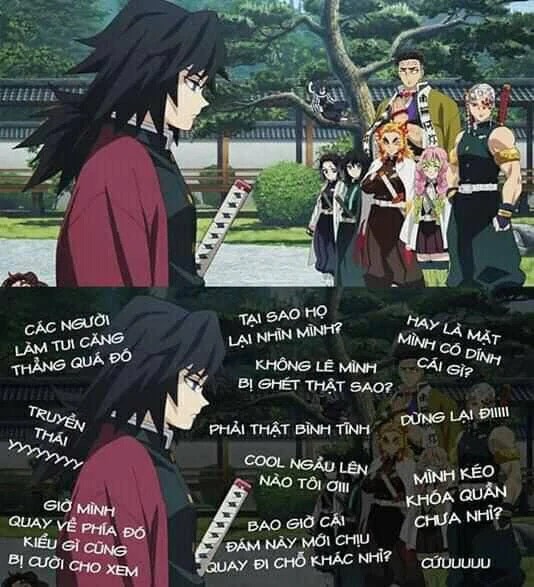 CÁC NGƯỜI
LÀM TUI CĂNG
THẲNG QUÁ ĐÓ
TẠI SAO HỌ
LẠI NHÌN MÌNH?
HAY LÀ MẶT
MÌNH CÓ DÍNH
CÁI GÌ?
KHÔNG LẼ MÌNH
BỊ GHÉT THẬT SAO?
TRUYỀN
THÁI
YYYYYYYY
PHẢI THẬT BÌNH TĨNH
DỪNG LẠI ĐIIIII
COOL NGẦU LÊN
NÀO TÔI ƠIII
MÌNH KÉO
KHÓA QUẦN
CHƯA NHỈ?
GIỜ MÌNH
QUAY VỀ PHÍA ĐÓ
KIỂU GÌ CŨNG
BỊ CƯỜI CHO XEM
BAO GIỜ CÁI
ĐÁM NÀY MỚI CHỊU
QUAY ĐI CHỖ KHÁC NHỈ?
CỨUUUUU